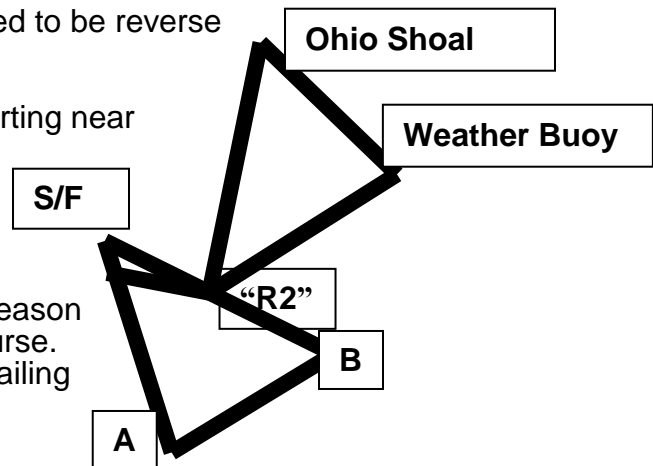 ed to be reverse
Ohio Shoal
rting near
Weather Buoy
S/F
eason
“R2”
urse.
ailing
B
A